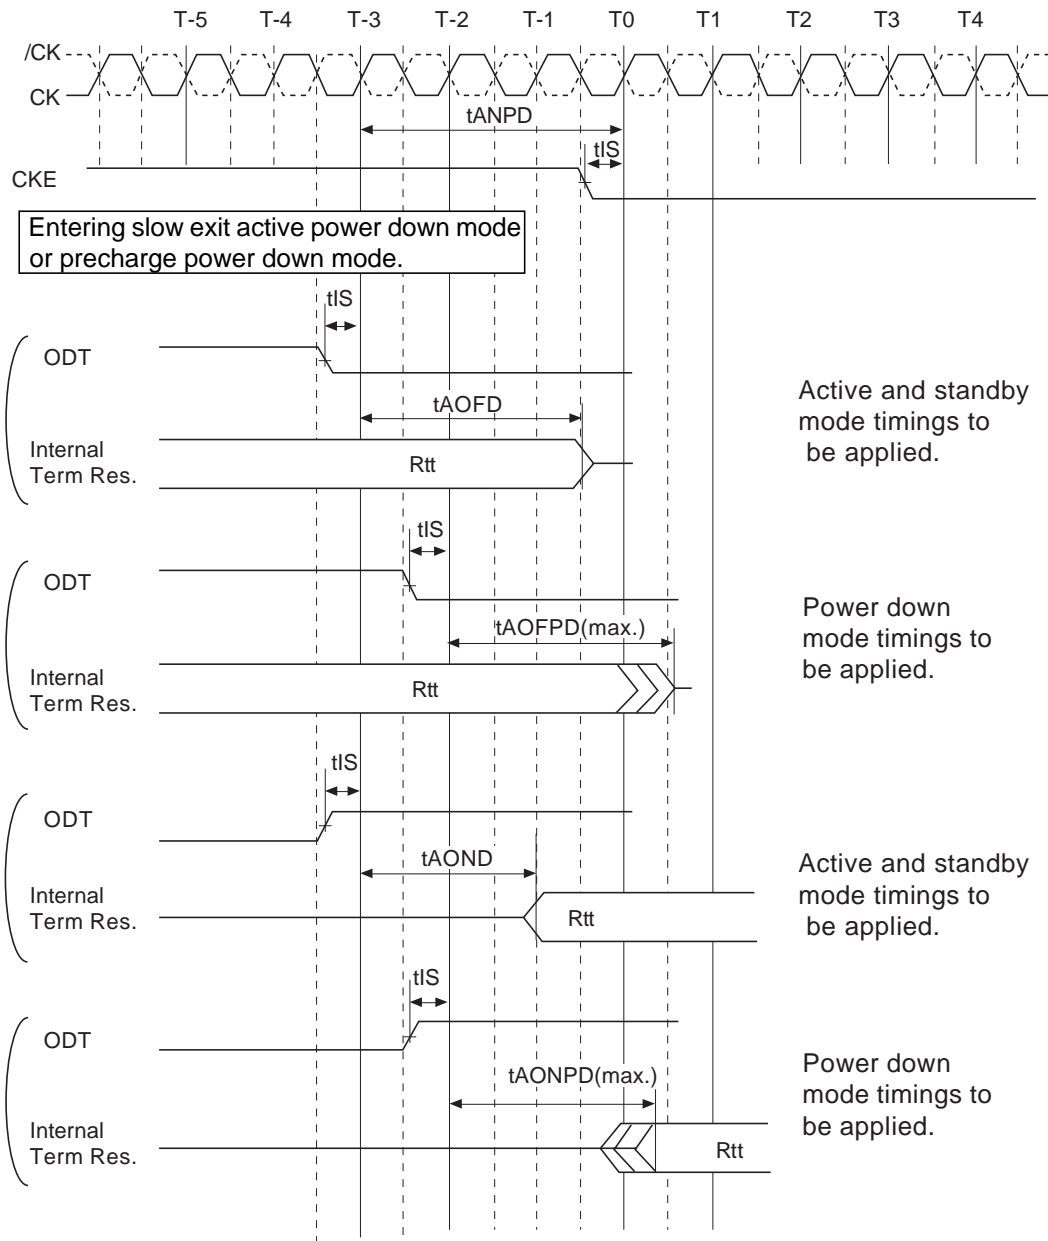 T-5 T-4 T-3 T-2 T-1 T0 T1 T2 T3 T4
/CK
CK
tANPD
tIS
CKE
Entering slow exit active power down mode
or precharge power down mode.
tIS
ODT
tAOFD
Internal
Term Res.
Rtt
Active and standby
mode timings to
be applied.
tIS
ODT
tAOFPD(max.)
Internal
Term Res.
Rtt
Power down
mode timings to
be applied.
tIS
ODT
tAOND
Internal
Term Res.
Rtt
Active and standby
mode timings to
be applied.
tIS
ODT
tAONPD(max.)
Internal
Term Res.
Rtt
Power down
mode timings to
be applied.